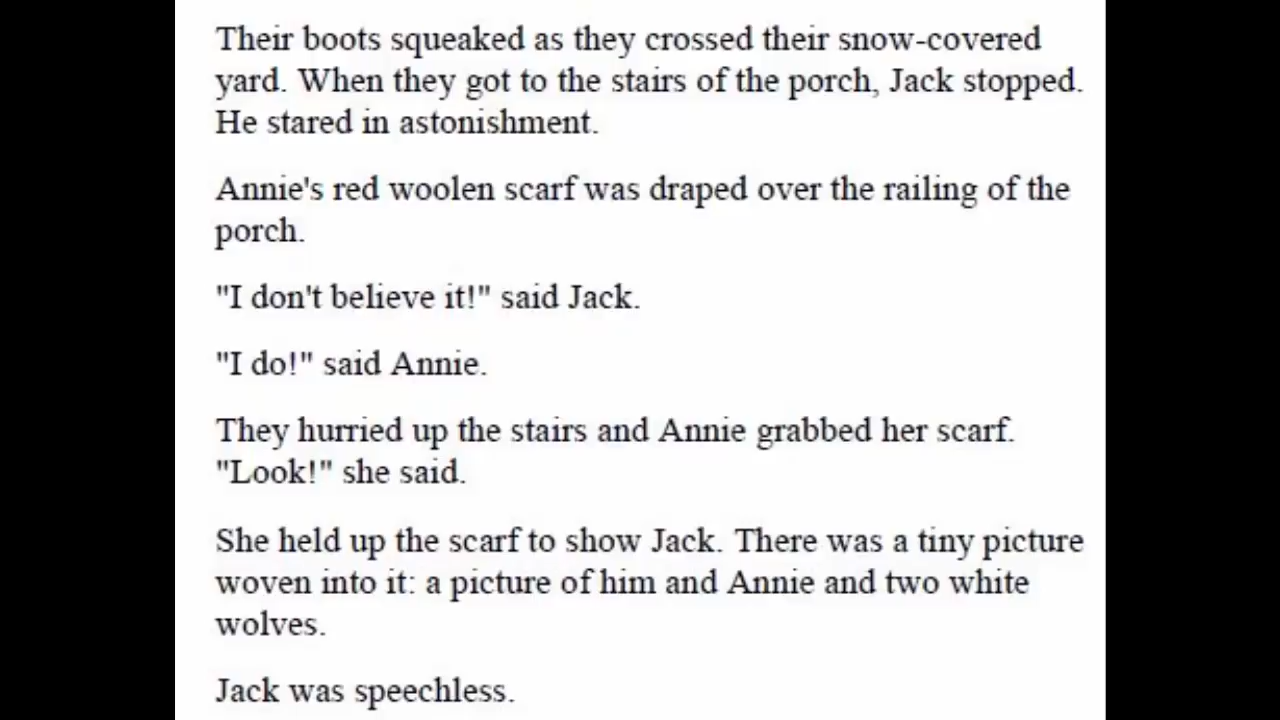 Their boots squeaked as they crossed their snow-covered
yard. When they got to the stairs of the porch, Jack stopped.
He stared in astonishment.
Annie's red woolen scarf was draped over the railing of the
porch.
"I don't believe it!" said Jack.
"I do!" said Annie.
They hurried up the stairs and Annie grabbed her scarf.
"Look!" she said.
She held up the scarf to show Jack. There was a tiny picture
woven into it: a picture of him and Annie and two white
wolves.
Jack was speechless.